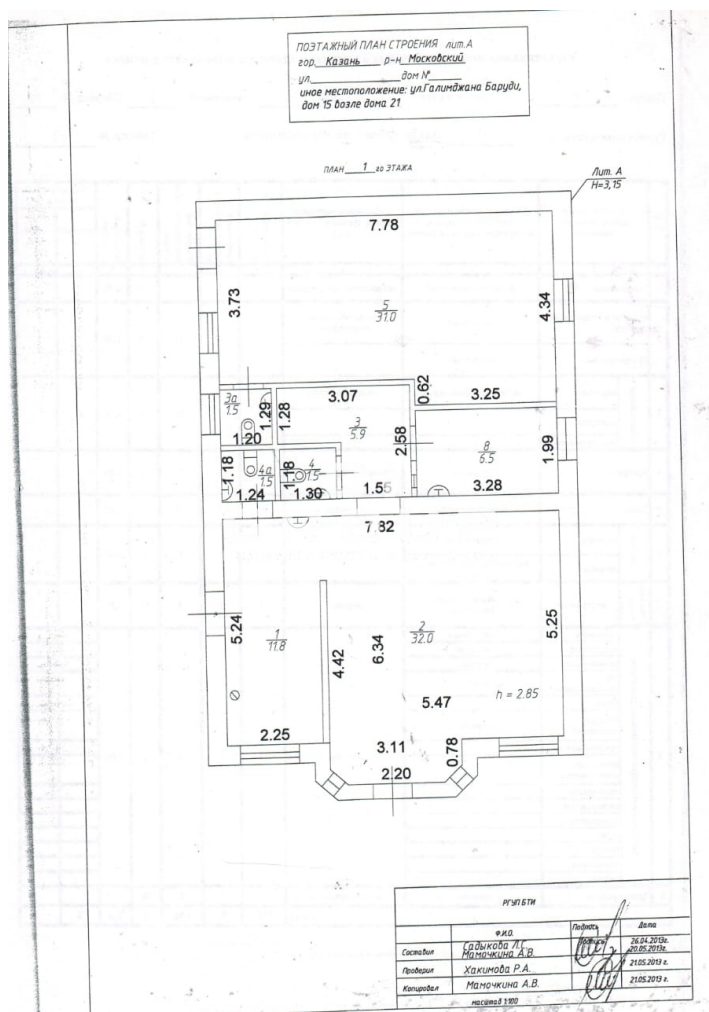 ПОЭТАЖНЫЙ ПЛАН СТРОЕНИЯ лит.А
гор. Казань р-н Московский
ул. дом №
иное местоположение: ул.Галимджана Баруди,
дом 15 возле дома 21
ПЛАН 1 го ЭТАЖА
Лит. А
Н=3,15
7.78
3.73
5
31.0
4.34
3.07
0.62
3.25
3а
1.5
1.29
1.28
3
5.9
2.58
8
6.5
1.99
1.20
1.18
4а
1.5
1.18
4
1.5
1.24
1.30
1.55
3.28
7.82
5.24
1
11.8
4.42
6.34
2
32.0
5.25
5.47
h = 2.85
2.25
3.11
0.78
2.20
РГУП БТИ
Ф.И.О. Подпись Дата
Составил Садыкова Л.С. Подпись 26.04.2013г.
Мамочкина А.В. 20.05.2013г.
Проверил Хакимова Р.А. 21.05.2013 г.
Копировал Мамочкина А.В. 21.05.2013 г.
масштаб 1:100